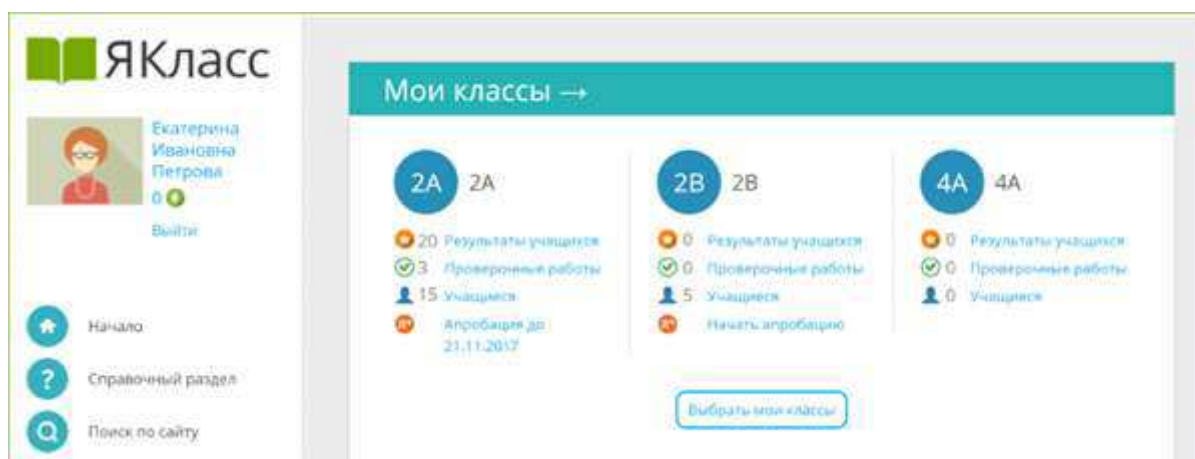 ЯКласс
Екатерина
Ивановна
Петрова
0
Выйти
Начало
Справочный раздел
Поиск по сайту
Мои классы →
2А 2А
20 Результаты учащихся
3 Проверочные работы
15 Учащиеся
Я+ Апробация до
21.11.2017
2В 2В
0 Результаты учащихся
0 Проверочные работы
5 Учащиеся
Я+ Начать апробацию
4А 4А
0 Результаты учащихся
0 Проверочные работы
0 Учащиеся
Выбрать мои классы